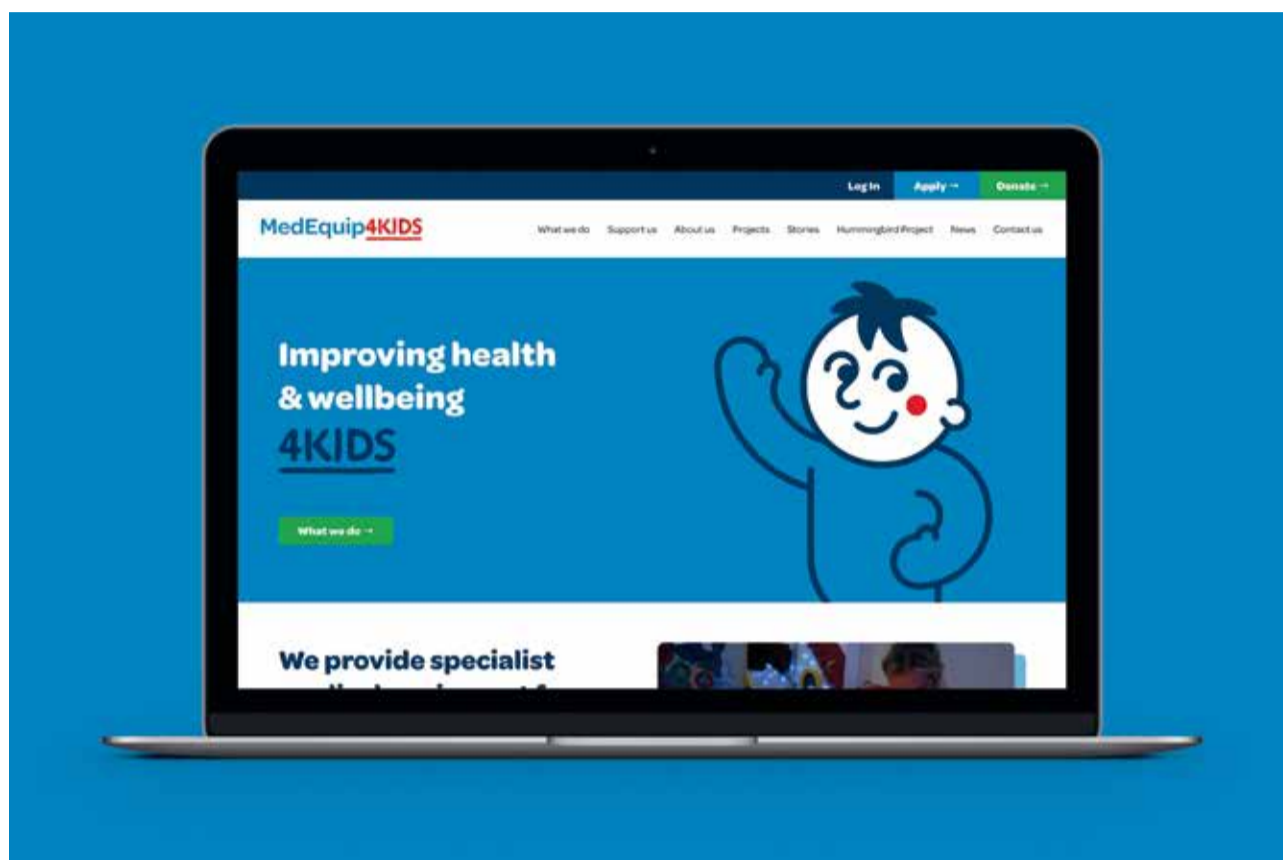 Log In
Apply →
Donate →
MedEquip4KIDS
What we do
Support us
About us
Projects
Stories
Hummingbird Project
News
Contact us
Improving health
& wellbeing
4KIDS
What we do →
We provide specialist